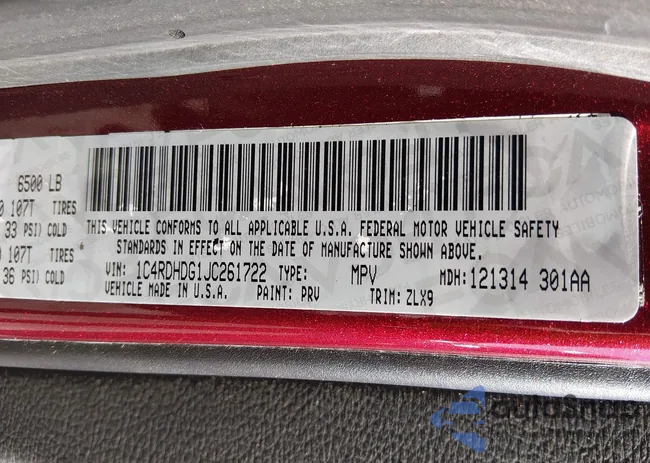 6500 LB
0 107T TIRES
33 PSI) COLD
107T TIRES
36 PSI) COLD
THIS VEHICLE CONFORMS TO ALL APPLICABLE U.S.A. FEDERAL MOTOR VEHICLE SAFETY
STANDARDS IN EFFECT ON THE DATE OF MANUFACTURE SHOWN ABOVE.
VIN: 1C4RDHDG1JC261722 TYPE: MPV MDH: 121314 301AA
VEHICLE MADE IN U.S.A. PAINT: PRV TRIM: ZLX9